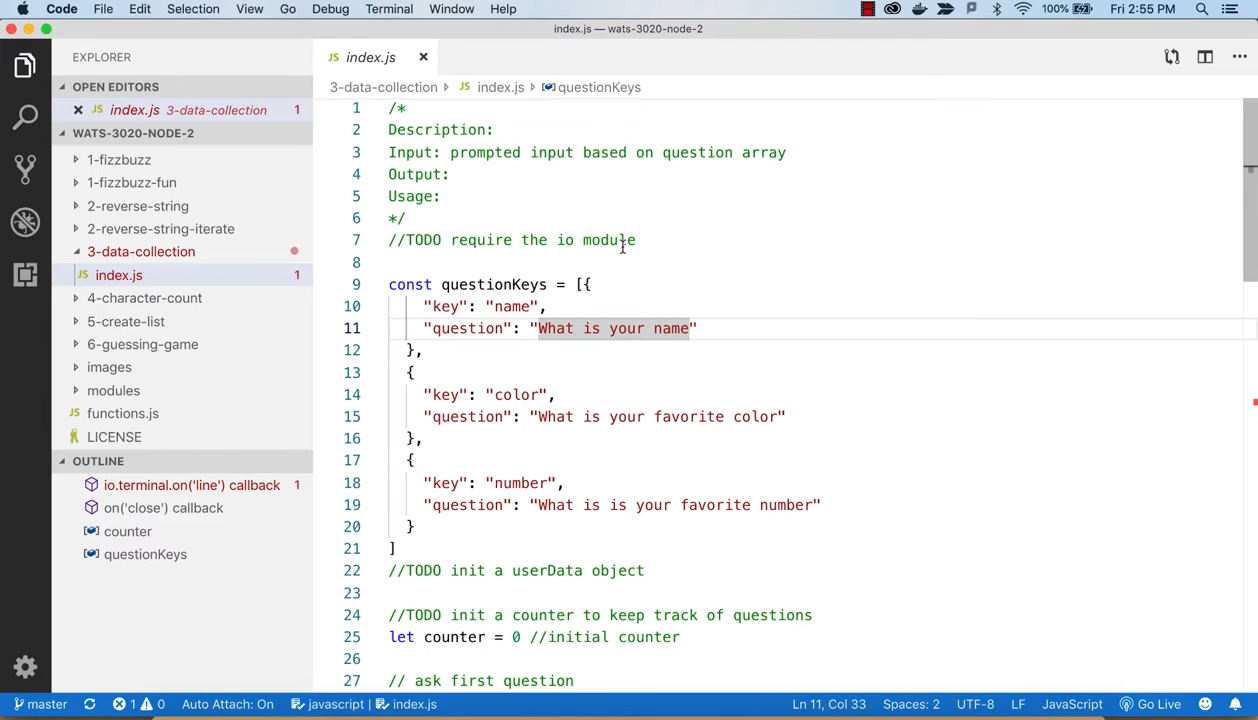 Code File Edit Selection View Go Debug Terminal Window Help 100% Fri 2:55 PM
index.js — wats-3020-node-2
EXPLORER
OPEN EDITORS
JS index.js 3-data-collection 1
WATS-3020-NODE-2
1-fizzbuzz
1-fizzbuzz-fun
2-reverse-string
2-reverse-string-iterate
3-data-collection
JS index.js 1
4-character-count
5-create-list
6-guessing-game
images
modules
JS functions.js
LICENSE
OUTLINE
io.terminal.on('line') callback 1
on('close') callback
counter
questionKeys
JS index.js
3-data-collection JS index.js questionKeys
1 /*
2 Description:
3 Input: prompted input based on question array
4 Output:
5 Usage:
6 */
7 //TODO require the io module
8
9 const questionKeys = [{
10 "key": "name",
11 "question": "What is your name"
12 },
13 {
14 "key": "color",
15 "question": "What is your favorite color"
16 },
17 {
18 "key": "number",
19 "question": "What is is your favorite number"
20 }
21 ]
22 //TODO init a userData object
23
24 //TODO init a counter to keep track of questions
25 let counter = 0 //initial counter
26
27 // ask first question
master 1 0 Auto Attach: On javascript | index.js Ln 11, Col 33 Spaces: 2 UTF-8 LF JavaScript Go Live